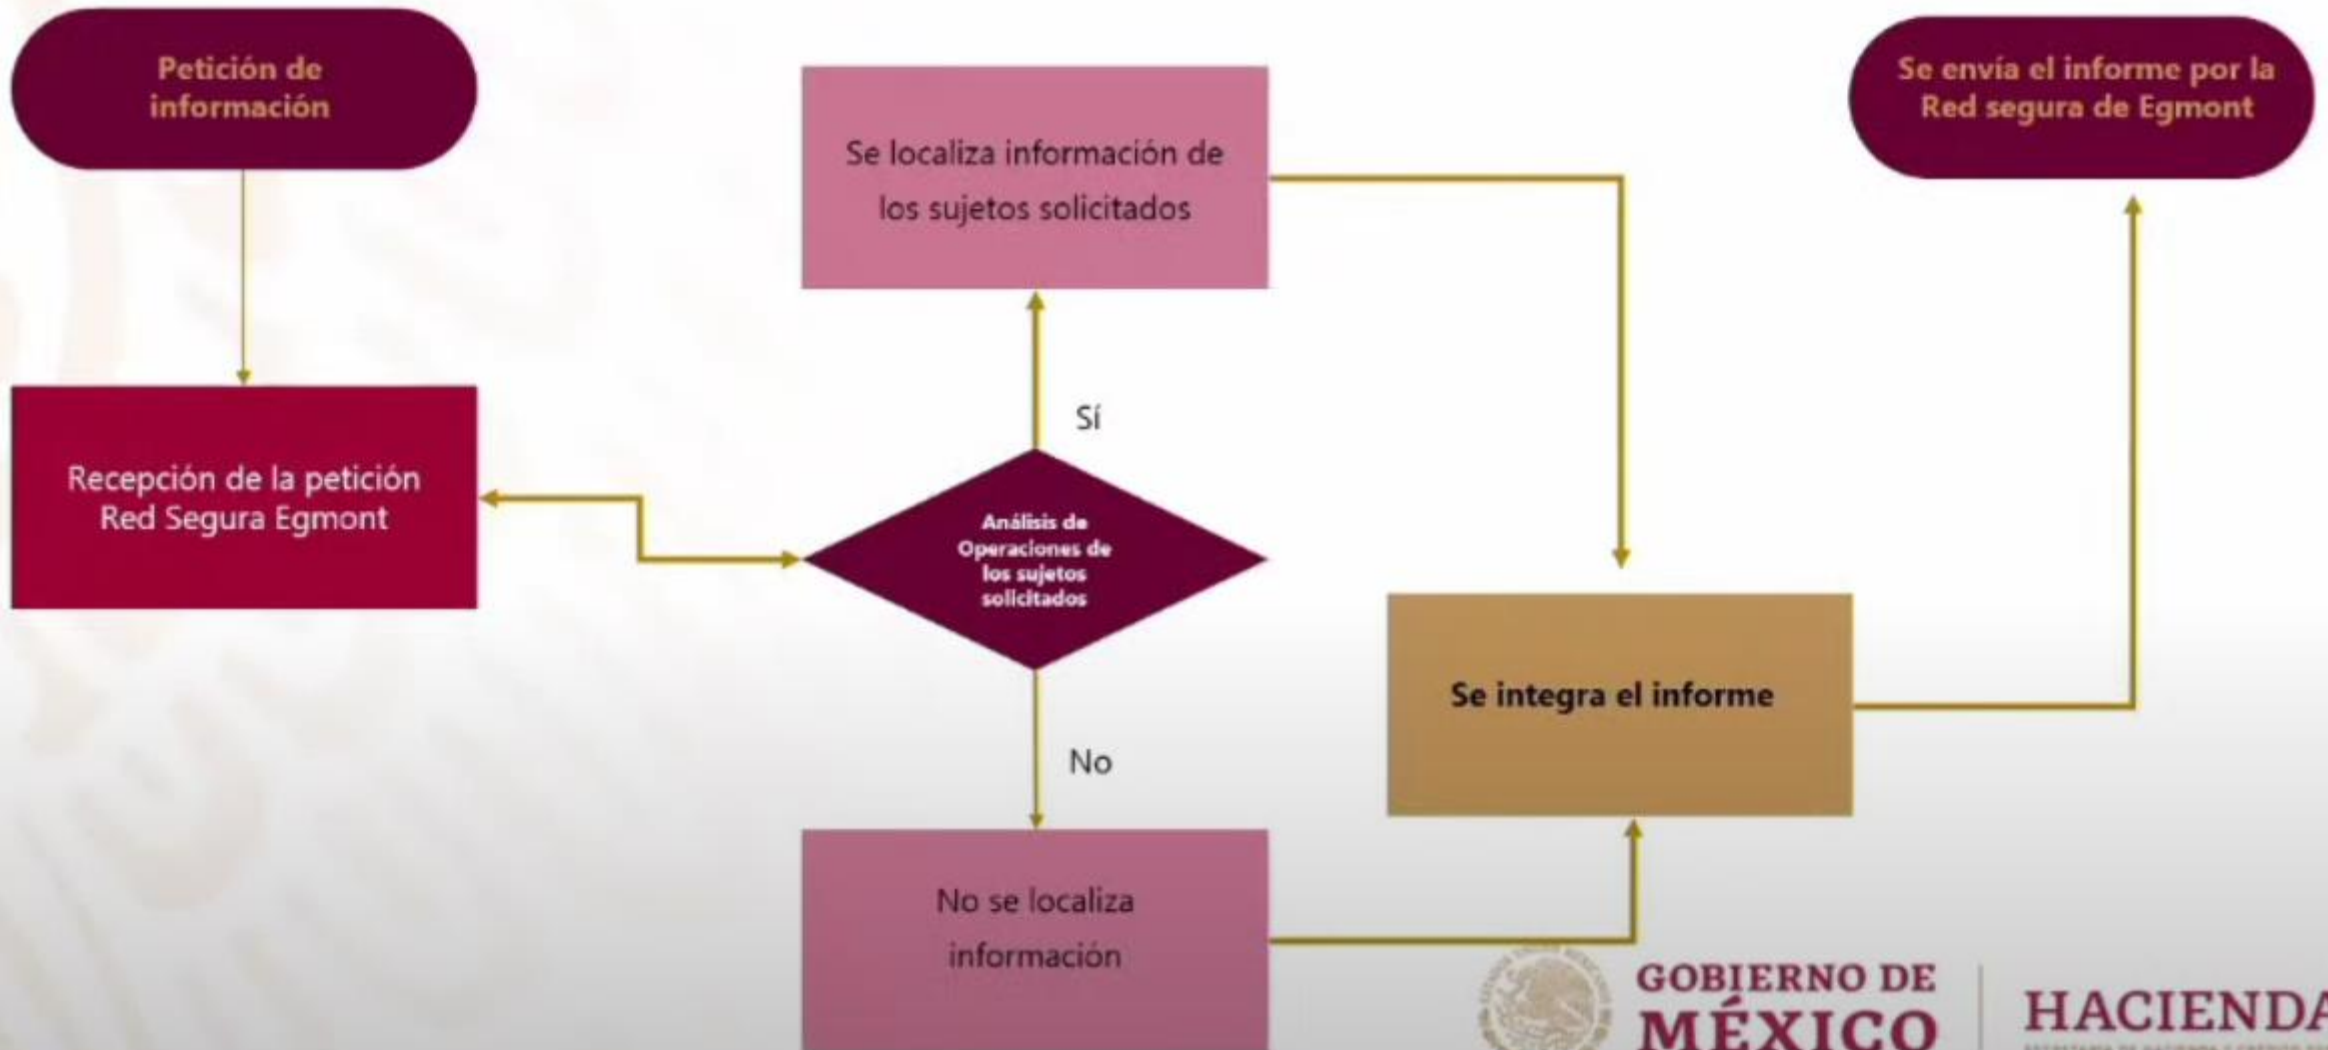 Petición de
información
Se localiza información de
los sujetos solicitados
Se envía el informe por la
Red segura de Egmont
Recepción de la petición
Red Segura Egmont
Sí
Análisis de
Operaciones de
los sujetos
solicitados
Se integra el informe
No
No se localiza
información
GOBIERNO DE
MÉXICO
HACIENDA